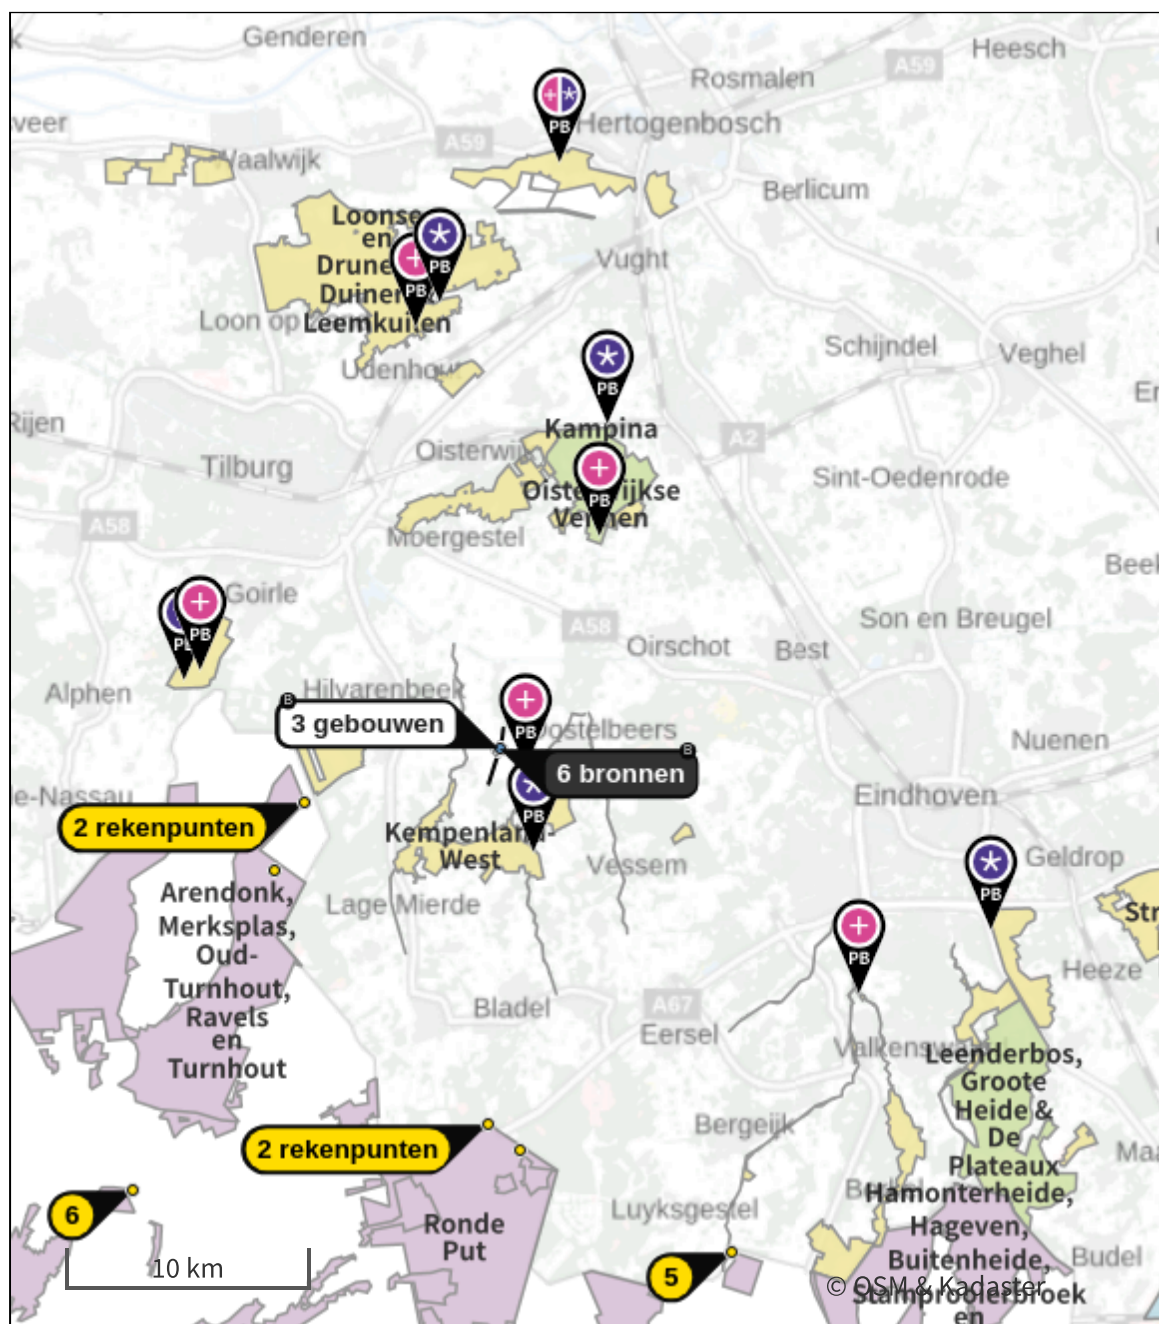 Genderen
Heesch
Rosmalen
A59
veer
Hertogenbosch
PB
A59
Waalwijk
Berlicum
Loonse
en
Vught
PB
Duinen
PB
Loon op
Leemkuilen
Schijndel
Veghel
Udenhout
PB
Rijen
Kampina
A2
Oisterwijk
Tilburg
Sint-Oedenrode
Oisterwijkse
PB
Vennen
A58
Moergestel
Goirle
Son en Breugel
A58
PB
Oirschot
Best
Alphen
Hilvarenbeek
3 gebouwen
PB
Oostelbeers
Nuenen
6 bronnen
e-Nassau
Eindhoven
PB
2 rekenpunten
Kempenland-
West
Vessem
Geldrop
PB
Arendonk,
Merksplas,
Oud-
Turnhout,
Ravels
en
Turnhout
Lage Mierde
Str
PB
Heeze
Bladel
A67
Eersel
Valkenswaard
Leenderbos,
Groote
Heide &
De
Plateaux
Bergeijk
2 rekenpunten
Maa
Hamonterheide,
Hageven,
Buitenheide,
Stamprooierbroek
en
6
Luyksgestel
Ronde
Put
Budel
5
10 km
© OSM & Kadaster